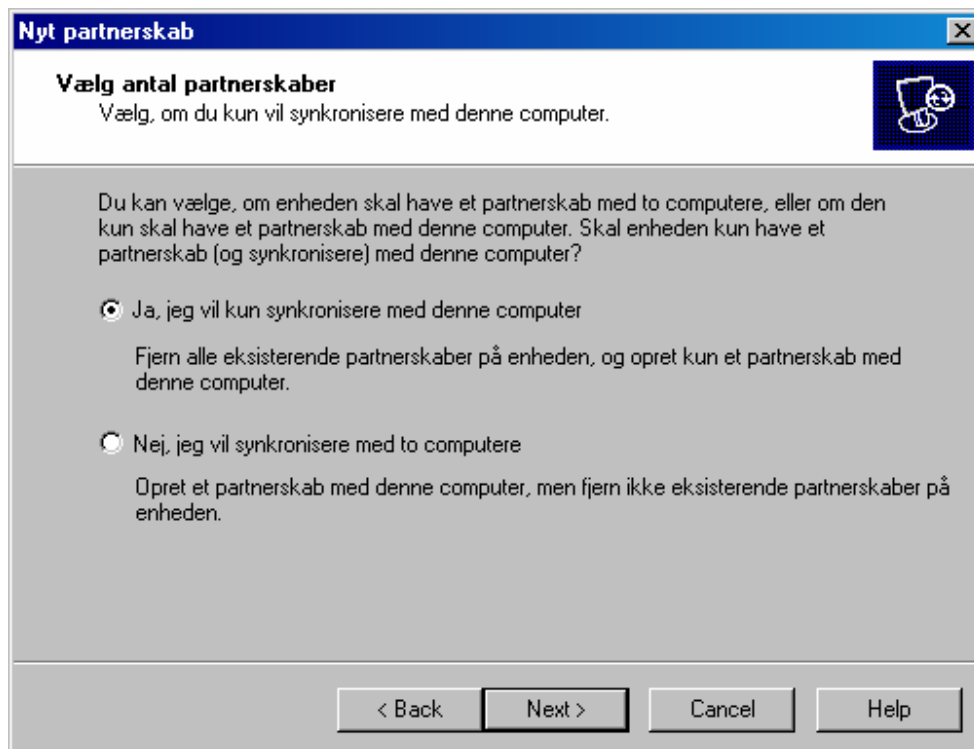 Nyt partnerskab
Vælg antal partnerskaber
Vælg, om du kun vil synkronisere med denne computer.
Du kan vælge, om enheden skal have et partnerskab med to computere, eller om den
kun skal have et partnerskab med denne computer. Skal enheden kun have et
partnerskab (og synkronisere) med denne computer?
Ja, jeg vil kun synkronisere med denne computer
Fjern alle eksisterende partnerskaber på enheden, og opret kun et partnerskab med
denne computer.
Nej, jeg vil synkronisere med to computere
Opret et partnerskab med denne computer, men fjern ikke eksisterende partnerskaber på
enheden.
< Back Next > Cancel Help